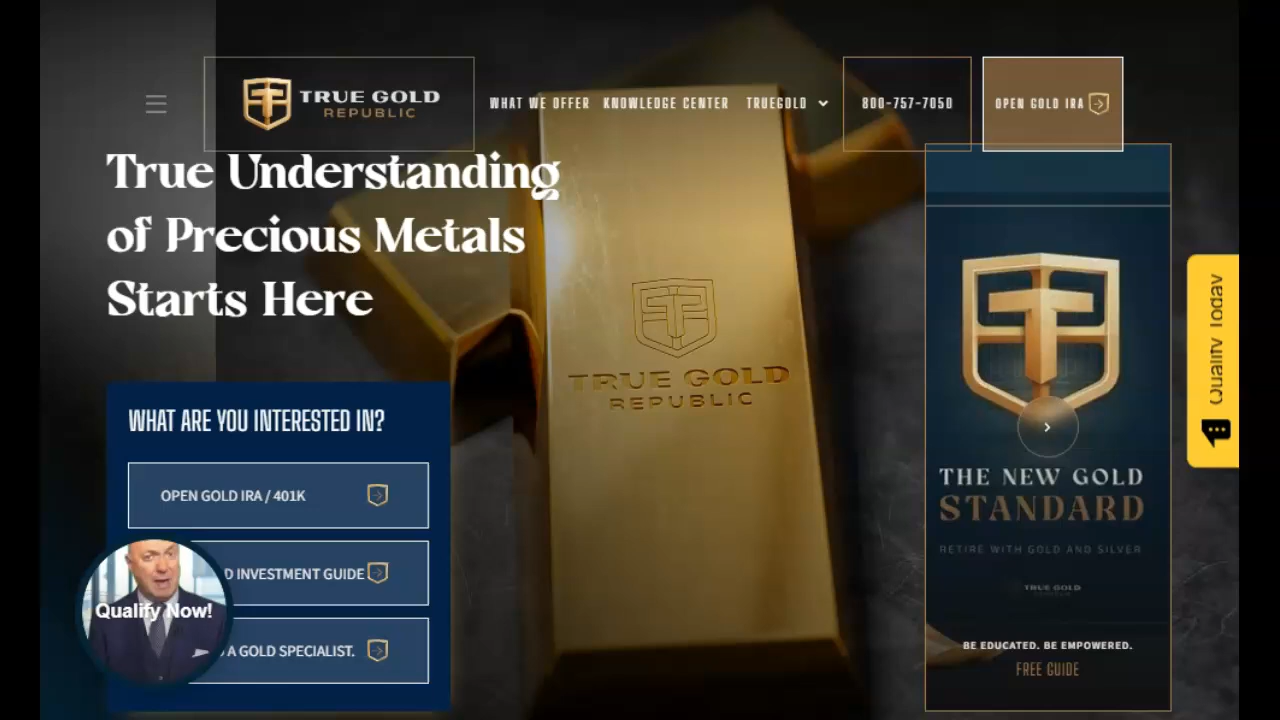 TRUE GOLD
REPUBLIC
WHAT WE OFFER
KNOWLEDGE CENTER
TRUEGOLD
800-757-7050
OPEN GOLD IRA
True Understanding
of Precious Metals
Starts Here
WHAT ARE YOU INTERESTED IN?
OPEN GOLD IRA / 401K
D INVESTMENT GUIDE
A GOLD SPECIALIST.
Qualify Now!
TRUE GOLD
REPUBLIC
THE NEW GOLD
STANDARD
RETIRE WITH GOLD AND SILVER
TRUE GOLD
BE EDUCATED. BE EMPOWERED.
FREE GUIDE
Qualify Today